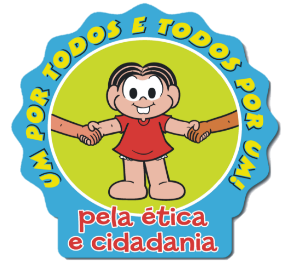 UM POR TODOS E TODOS POR UM!
pela ética
e cidadania